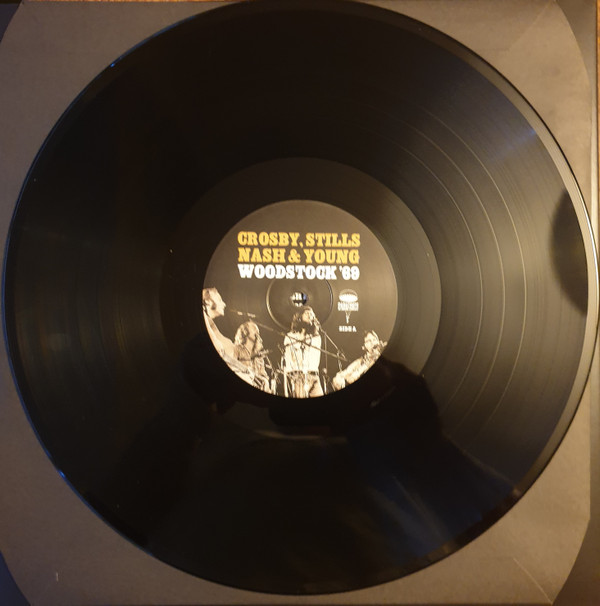 CROSBY, STILLS
NASH & YOUNG
WOODSTOCK '69
SIDE A